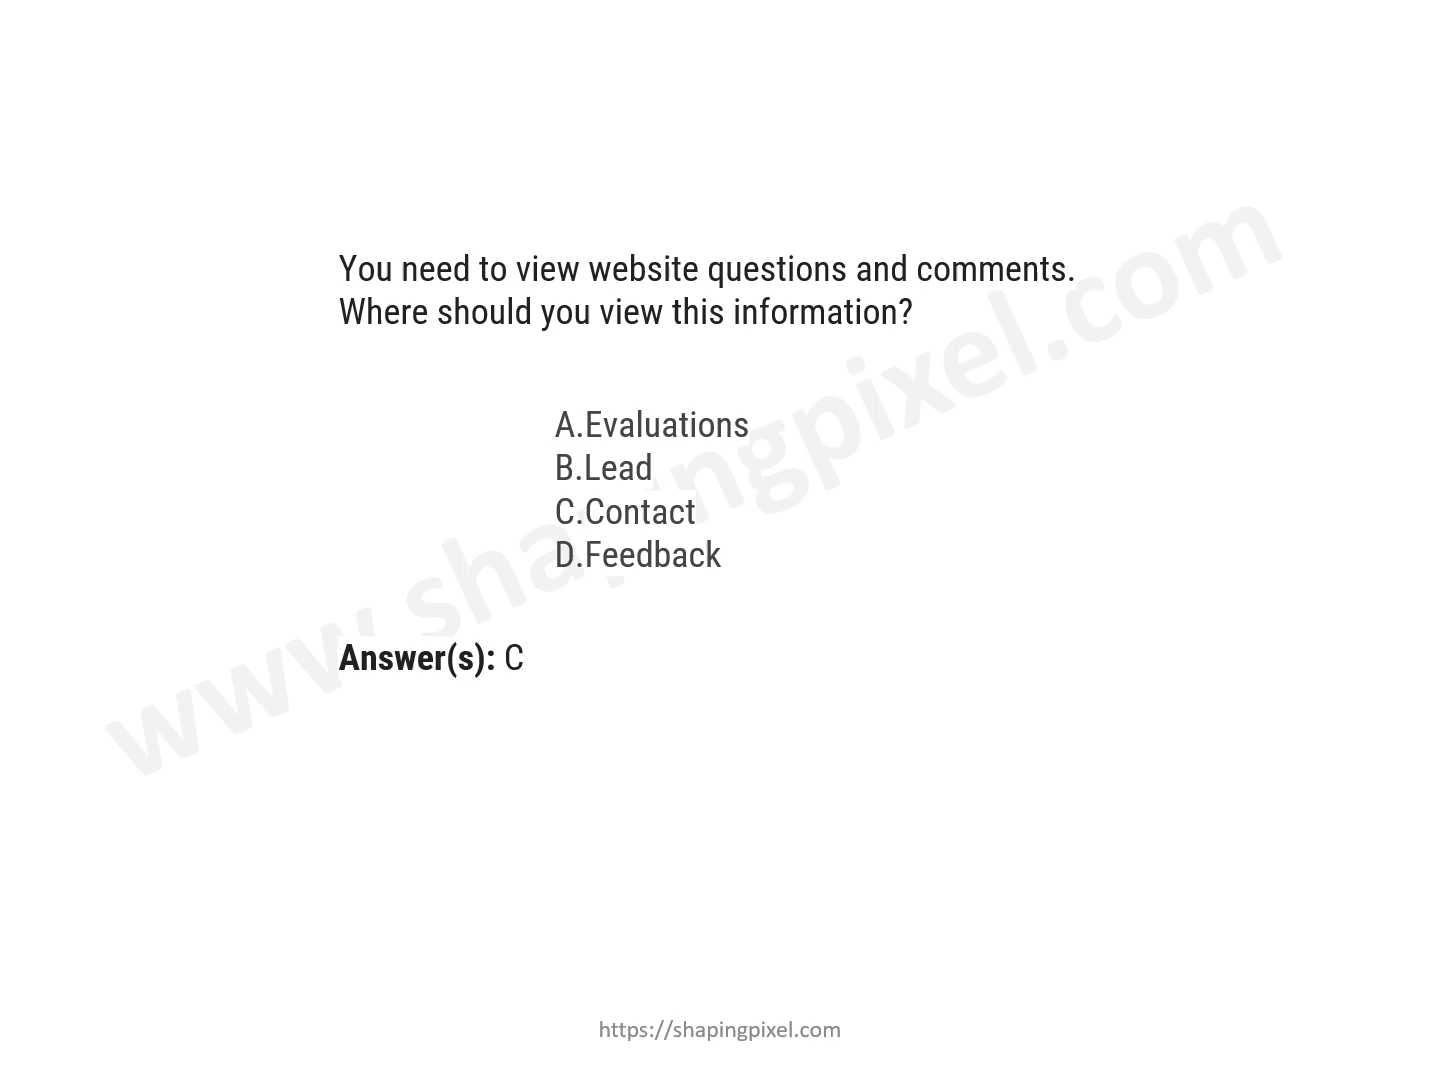 You need to view website questions and comments.
Where should you view this information?
A.Evaluations
B.Lead
C.Contact
D.Feedback
Answer(s): C
www.shapingpixel.com
https://shapingpixel.com